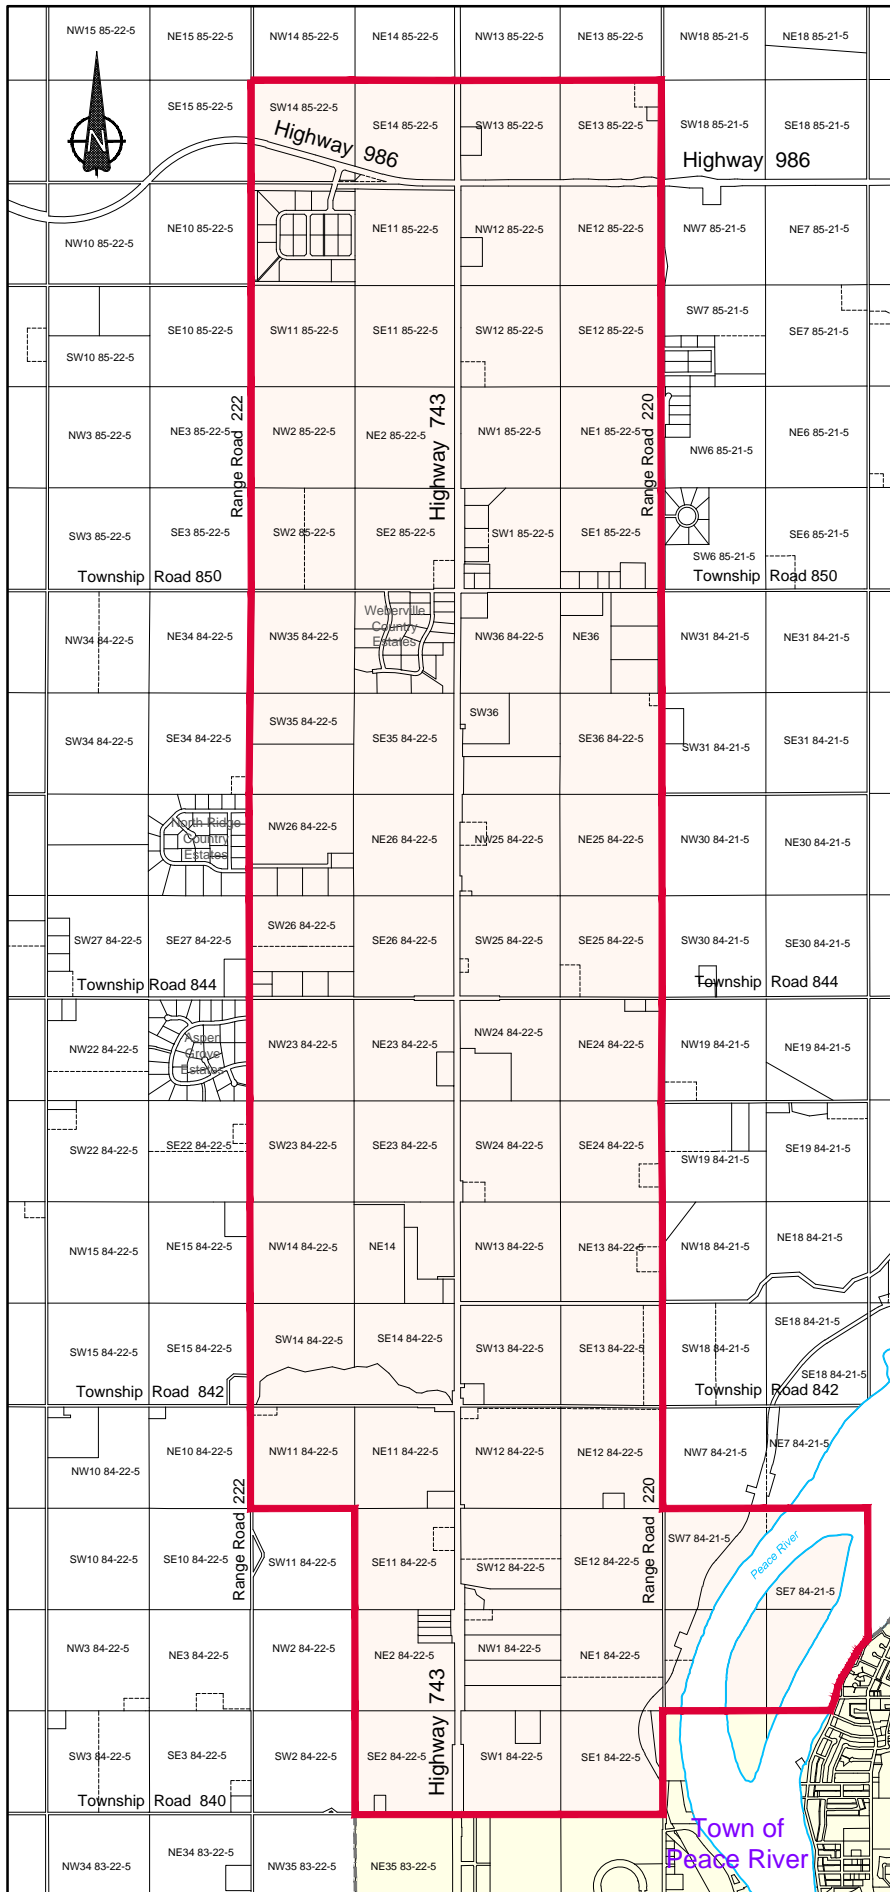 NW15 85-22-5 NE15 85-22-5 NW14 85-22-5 NE14 85-22-5 NW13 85-22-5 NE13 85-22-5 NW18 85-21-5 NE18 85-21-5
SE15 85-22-5 SW14 85-22-5 SE14 85-22-5 SW13 85-22-5 SE13 85-22-5 SW18 85-21-5 SE18 85-21-5
N
Highway 986
Highway 986
NW10 85-22-5 NE10 85-22-5 NE11 85-22-5 NW12 85-22-5 NE12 85-22-5 NW7 85-21-5 NE7 85-21-5
SW10 85-22-5 SE10 85-22-5 SW11 85-22-5 SE11 85-22-5 SW12 85-22-5 SE12 85-22-5 SW7 85-21-5 SE7 85-21-5
Range Road 222
Highway 743
Range Road 220
NW3 85-22-5 NE3 85-22-5 NW2 85-22-5 NE2 85-22-5 NW1 85-22-5 NE1 85-22-5 NW6 85-21-5 NE6 85-21-5
SW3 85-22-5 SE3 85-22-5 SW2 85-22-5 SE2 85-22-5 SW1 85-22-5 SE1 85-22-5 SW6 85-21-5 SE6 85-21-5
Township Road 850
Township Road 850
Weberville
Country
Estates
NW34 84-22-5 NE34 84-22-5 NW35 84-22-5 NW36 84-22-5 NE36 NW31 84-21-5 NE31 84-21-5
SW34 84-22-5 SE34 84-22-5 SW35 84-22-5 SE35 84-22-5 SW36 SE36 84-22-5 SW31 84-21-5 SE31 84-21-5
North Ridge
Country
Estates
NW26 84-22-5 NE26 84-22-5 NW25 84-22-5 NE25 84-22-5 NW30 84-21-5 NE30 84-21-5
SW27 84-22-5 SE27 84-22-5 SW26 84-22-5 SE26 84-22-5 SW25 84-22-5 SE25 84-22-5 SW30 84-21-5 SE30 84-21-5
Township Road 844
Township Road 844
Asper
Grove
Estates
NW22 84-22-5 NW23 84-22-5 NE23 84-22-5 NW24 84-22-5 NE24 84-22-5 NW19 84-21-5 NE19 84-21-5
SW22 84-22-5 SE22 84-22-5 SW23 84-22-5 SE23 84-22-5 SW24 84-22-5 SE24 84-22-5 SW19 84-21-5 SE19 84-21-5
NW15 84-22-5 NE15 84-22-5 NW14 84-22-5 NE14 NW13 84-22-5 NE13 84-22-5 NW18 84-21-5 NE18 84-21-5
SW15 84-22-5 SE15 84-22-5 SW14 84-22-5 SE14 84-22-5 SW13 84-22-5 SE13 84-22-5 SW18 84-21-5 SE18 84-21-5
SE18 84-21-5
Township Road 842
Township Road 842
NW10 84-22-5 NE10 84-22-5 NW11 84-22-5 NE11 84-22-5 NW12 84-22-5 NE12 84-22-5 NW7 84-21-5 NE7 84-21-5
Range Road 222
Range Road 220
SW10 84-22-5 SE10 84-22-5 SW11 84-22-5 SE11 84-22-5 SW12 84-22-5 SE12 84-22-5 SW7 84-21-5 SE7 84-21-5
Peace River
NW3 84-22-5 NE3 84-22-5 NW2 84-22-5 NE2 84-22-5 NW1 84-22-5 NE1 84-22-5
Highway 743
SW3 84-22-5 SE3 84-22-5 SW2 84-22-5 SE2 84-22-5 SW1 84-22-5 SE1 84-22-5
Township Road 840
Town of
Peace River
NW34 83-22-5 NE34 83-22-5 NW35 83-22-5 NE35 83-22-5